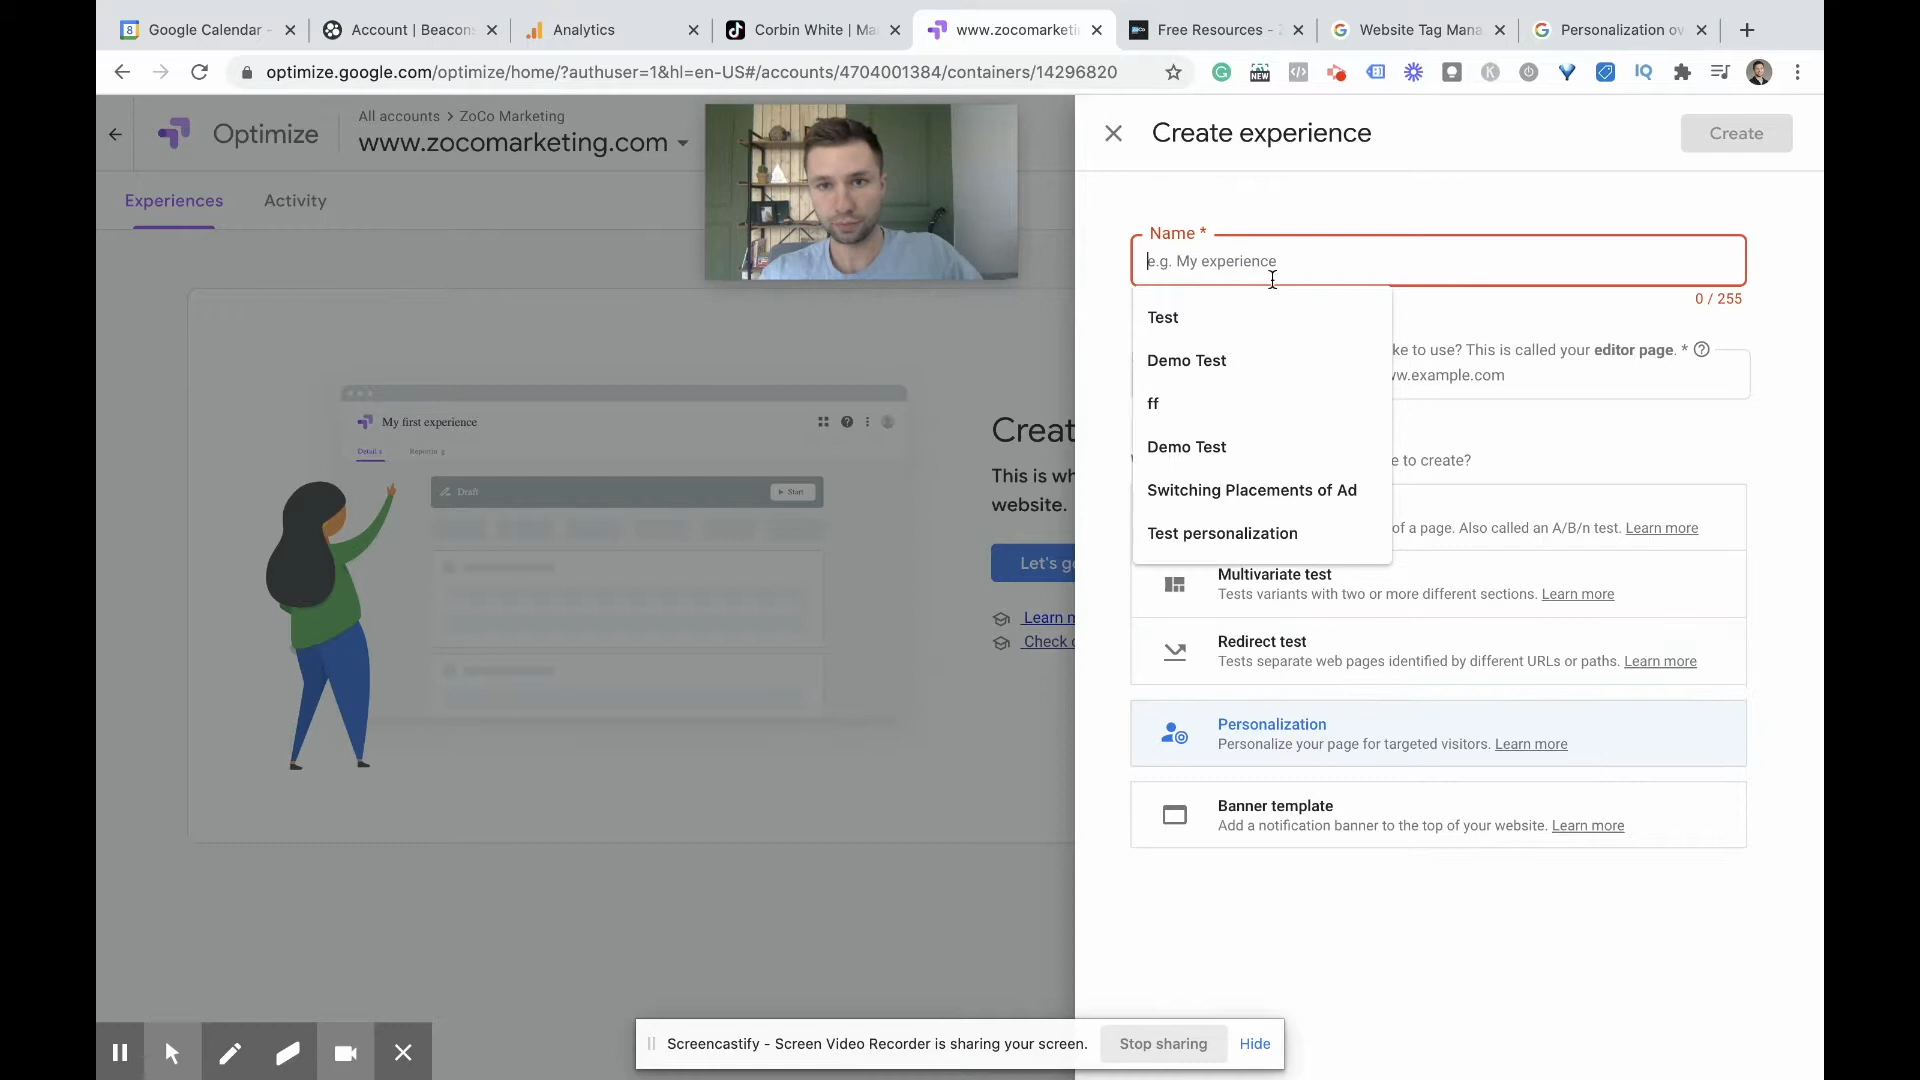 8
Google Calendar -
Account | Beacons
Analytics
Corbin White | Ma
www.zocomarketi
Free Resources - Z
Website Tag Mana
Personalization ov
optimize.google.com/optimize/home/?authuser=1&hl=en-US#/accounts/4704001384/containers/14296820
NEW
IQ
Optimize
All accounts > ZoCo Marketing
www.zocomarketing.com
Experiences
Activity
My first experience
Draft
Start
Creat
This is wh
website.
Let's g
Learn m
Check o
Create experience
Create
Name *
e.g. My experience
0 / 255
Test
Demo Test
ff
Demo Test
Switching Placements of Ad
Test personalization
ke to use? This is called your editor page. *
ww.example.com
e to create?
of a page. Also called an A/B/n test. Learn more
Multivariate test
Tests variants with two or more different sections. Learn more
Redirect test
Tests separate web pages identified by different URLs or paths. Learn more
Personalization
Personalize your page for targeted visitors. Learn more
Banner template
Add a notification banner to the top of your website. Learn more
Screencastify - Screen Video Recorder is sharing your screen.
Stop sharing
Hide